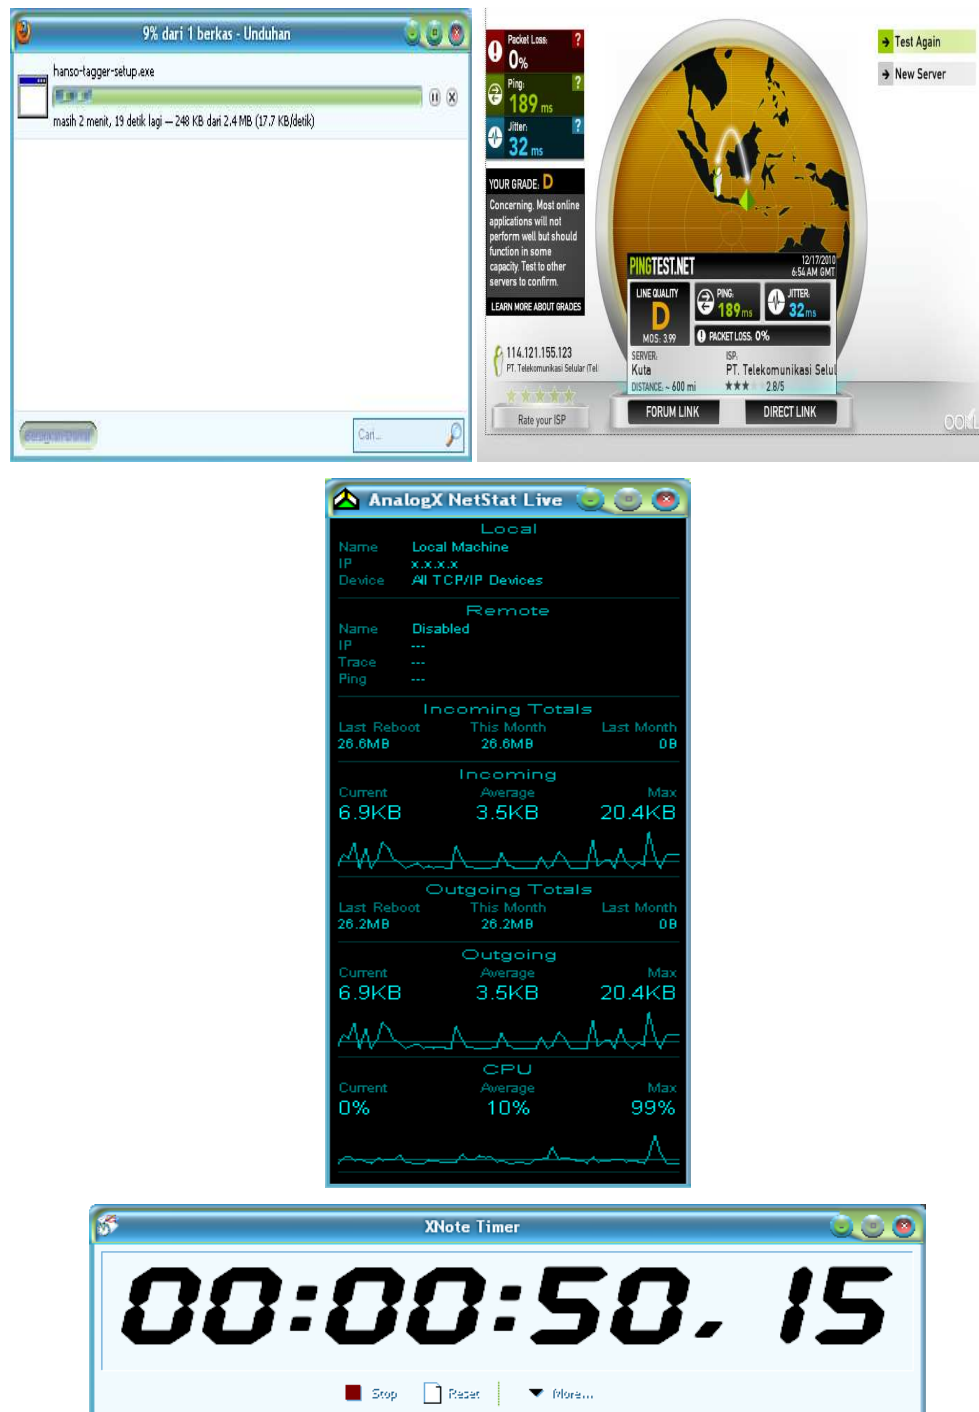 9% dari 1 berkas - Unduhan
hanso-tagger-setup.exe
masih 2 menit, 19 detik lagi — 248 KB dari 2.4 MB (17.7 KB/detik)
Cari...
Packet Loss: ?
0%
Ping: ?
189 ms
Jitter: ?
32 ms
YOUR GRADE: D
Concerning. Most online
applications will not
perform well but should
function in some
capacity. Test to other
servers to confirm.
LEARN MORE ABOUT GRADES
114.121.155.123
PT. Telekomunikasi Selular (Tel
Rate your ISP
Test Again
New Server
PINGTEST.NET
12/17/2010
6:54 AM GMT
LINE QUALITY
D
MOS: 3.99
PING:
189 ms
JITTER:
32 ms
PACKET LOSS: 0%
SERVER:
Kuta
DISTANCE: ~ 600 mi
ISP:
PT. Telekomunikasi Selul
2.8/5
FORUM LINK
DIRECT LINK
OOKL
AnalogX NetStat Live
Local
Name Local Machine
IP x.x.x.x
Device All TCP/IP Devices
Remote
Name Disabled
IP ---
Trace ---
Ping ---
Incoming Totals
Last Reboot This Month Last Month
26.6MB 26.6MB 0B
Incoming
Current Average Max
6.9KB 3.5KB 20.4KB
Outgoing Totals
Last Reboot This Month Last Month
26.2MB 26.2MB 0B
Outgoing
Current Average Max
6.9KB 3.5KB 20.4KB
CPU
Current Average Max
0% 10% 99%
XNote Timer
00:00:50.15
Stop Reset More...